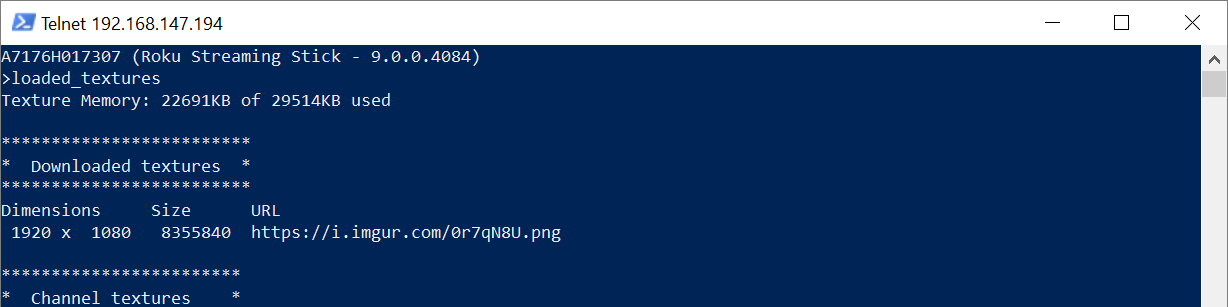 Telnet 192.168.147.194
A7176H017307 (Roku Streaming Stick - 9.0.0.4084)
>loaded_textures
Texture Memory: 22691KB of 29514KB used
*************************
*  Downloaded textures  *
*************************
Dimensions     Size      URL
 1920 x  1080   8355840  https://i.imgur.com/0r7qN8U.png
************************
*  Channel textures    *